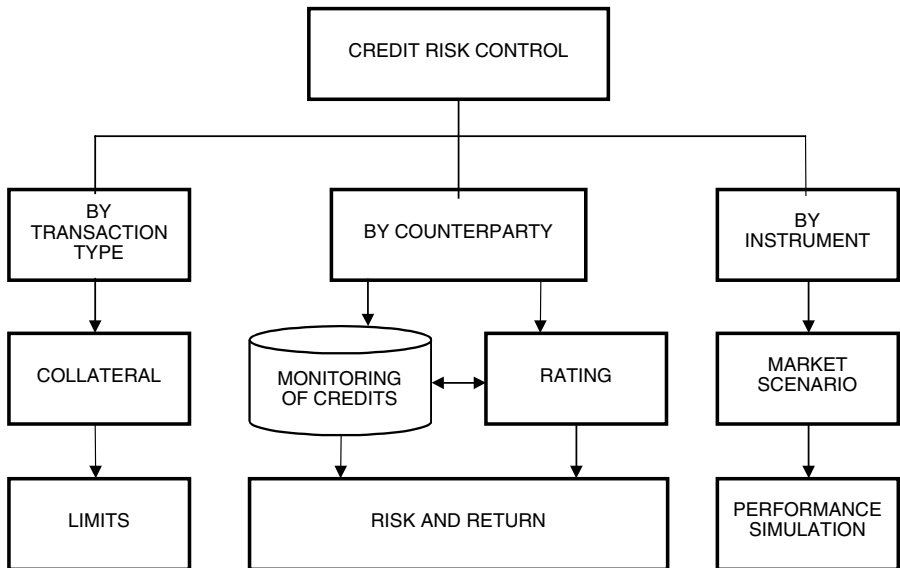 CREDIT RISK CONTROL
BY
TRANSACTION
TYPE
BY COUNTERPARTY
BY
INSTRUMENT
COLLATERAL
MONITORING
OF CREDITS
RATING
MARKET
SCENARIO
LIMITS
RISK AND RETURN
PERFORMANCE
SIMULATION